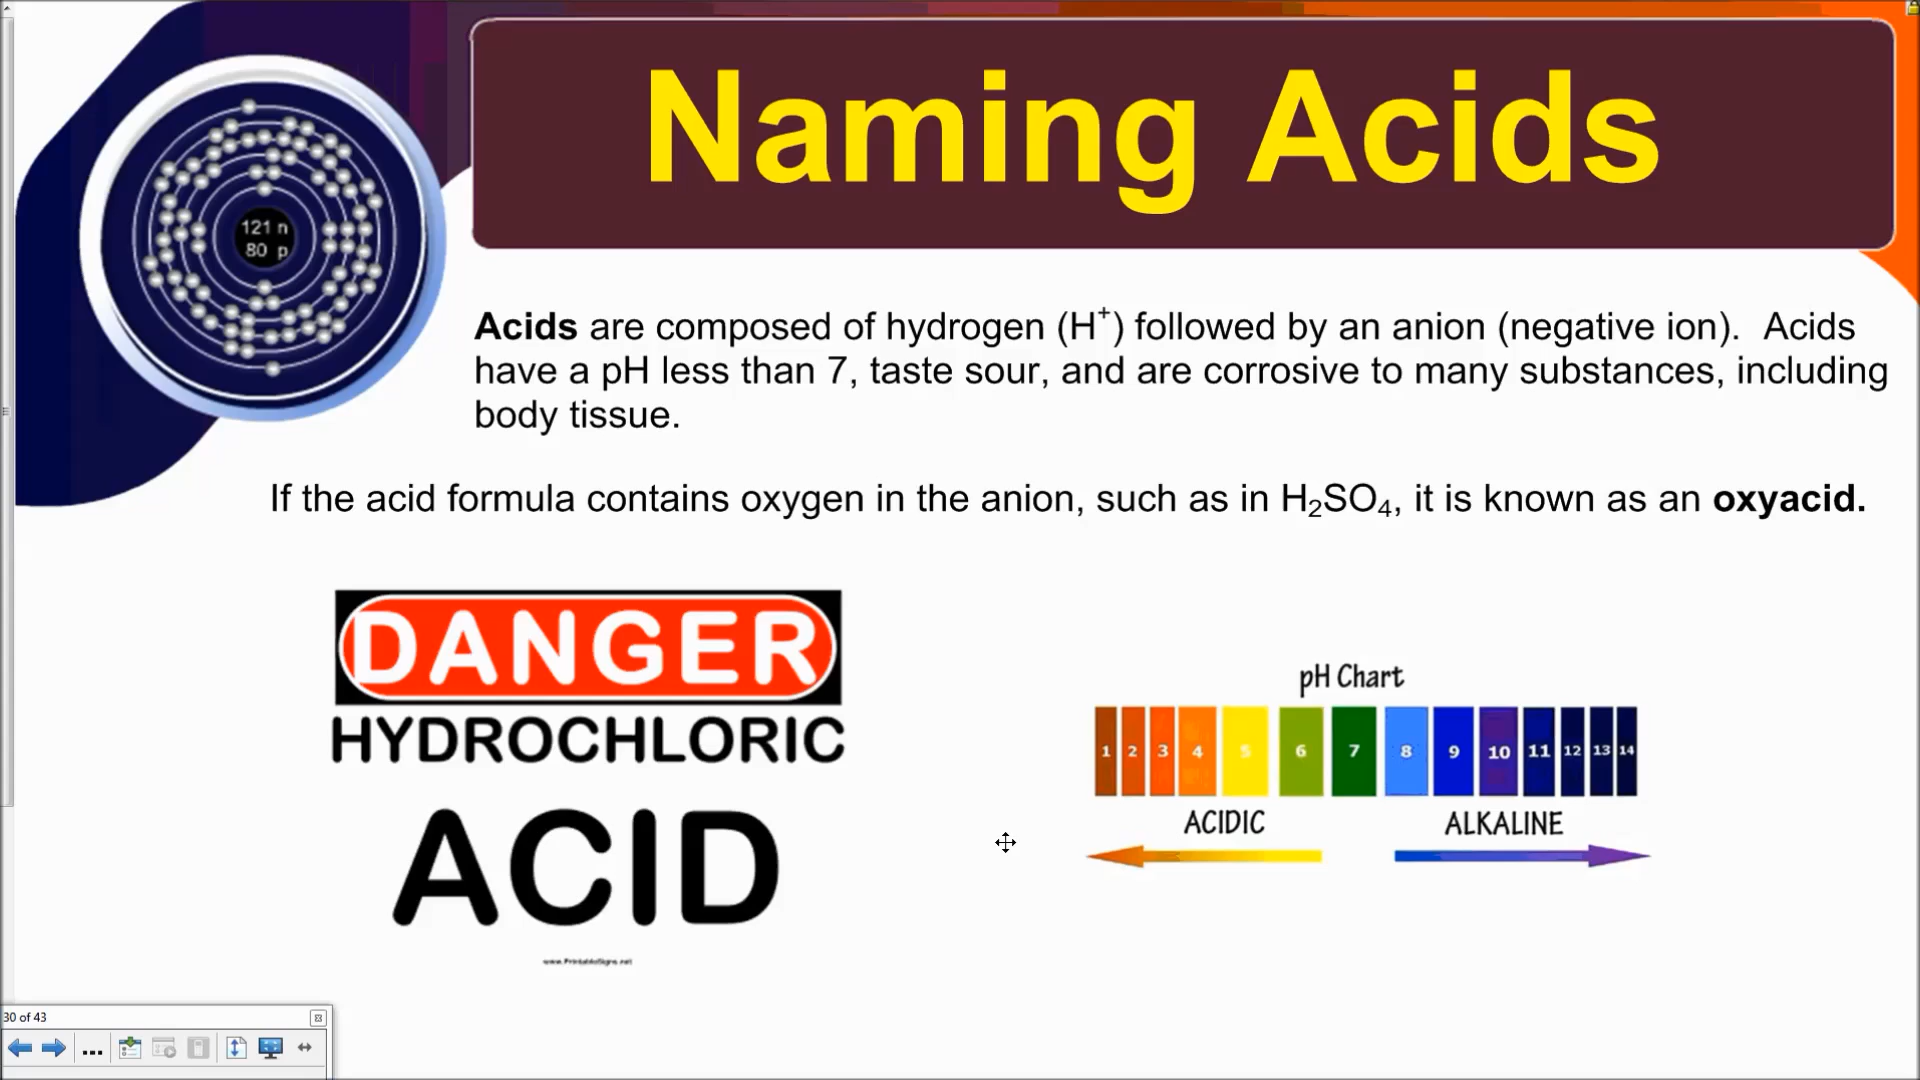 Naming Acids
121 n
80 p
Acids are composed of hydrogen (H⁺) followed by an anion (negative ion).  Acids
have a pH less than 7, taste sour, and are corrosive to many substances, including
body tissue.
If the acid formula contains oxygen in the anion, such as in H₂SO₄, it is known as an oxyacid.
DANGER
HYDROCHLORIC
ACID
www.PrintableSigns.net
pH Chart
1 2 3 4 5 6 7 8 9 10 11 12 13 14
ACIDIC ALKALINE
30 of 43